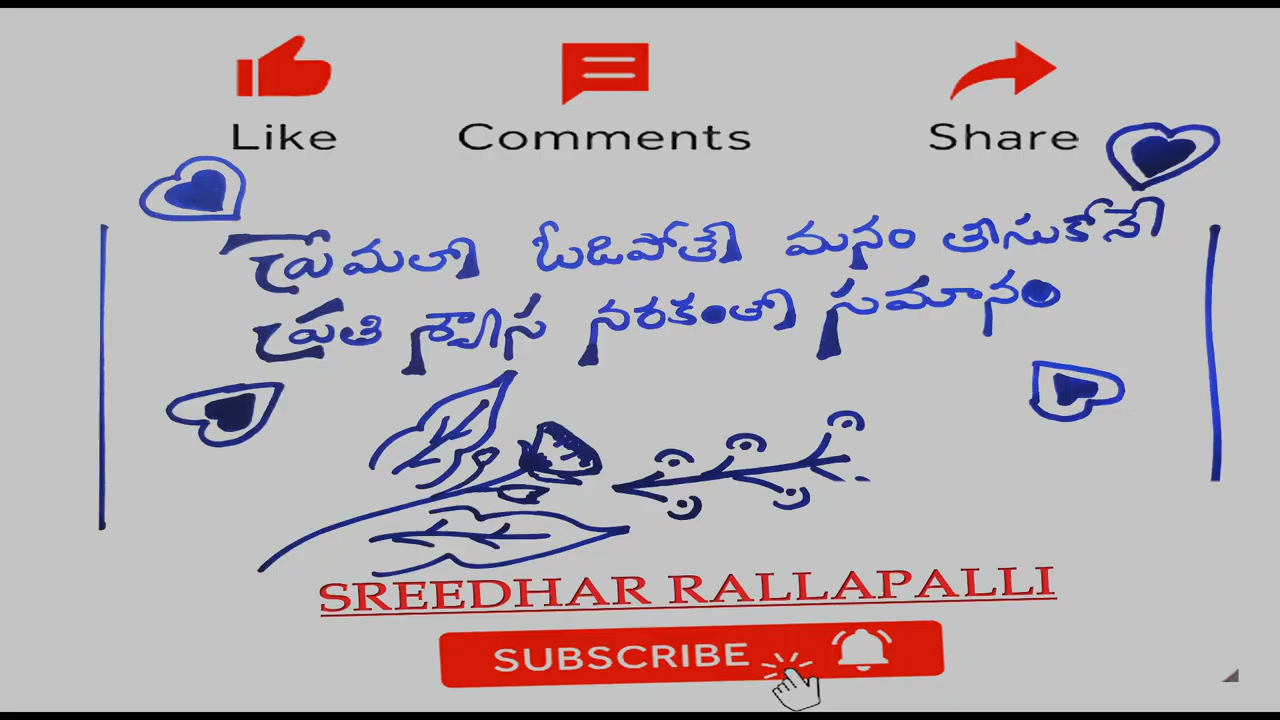 Like Comments Share
ప్రేమలో ఓడిపోతే మనం తీసుకోనే
ప్రతి శ్వాస నరకంతో సమానం
SREEDHAR RALLAPALLI
SUBSCRIBE